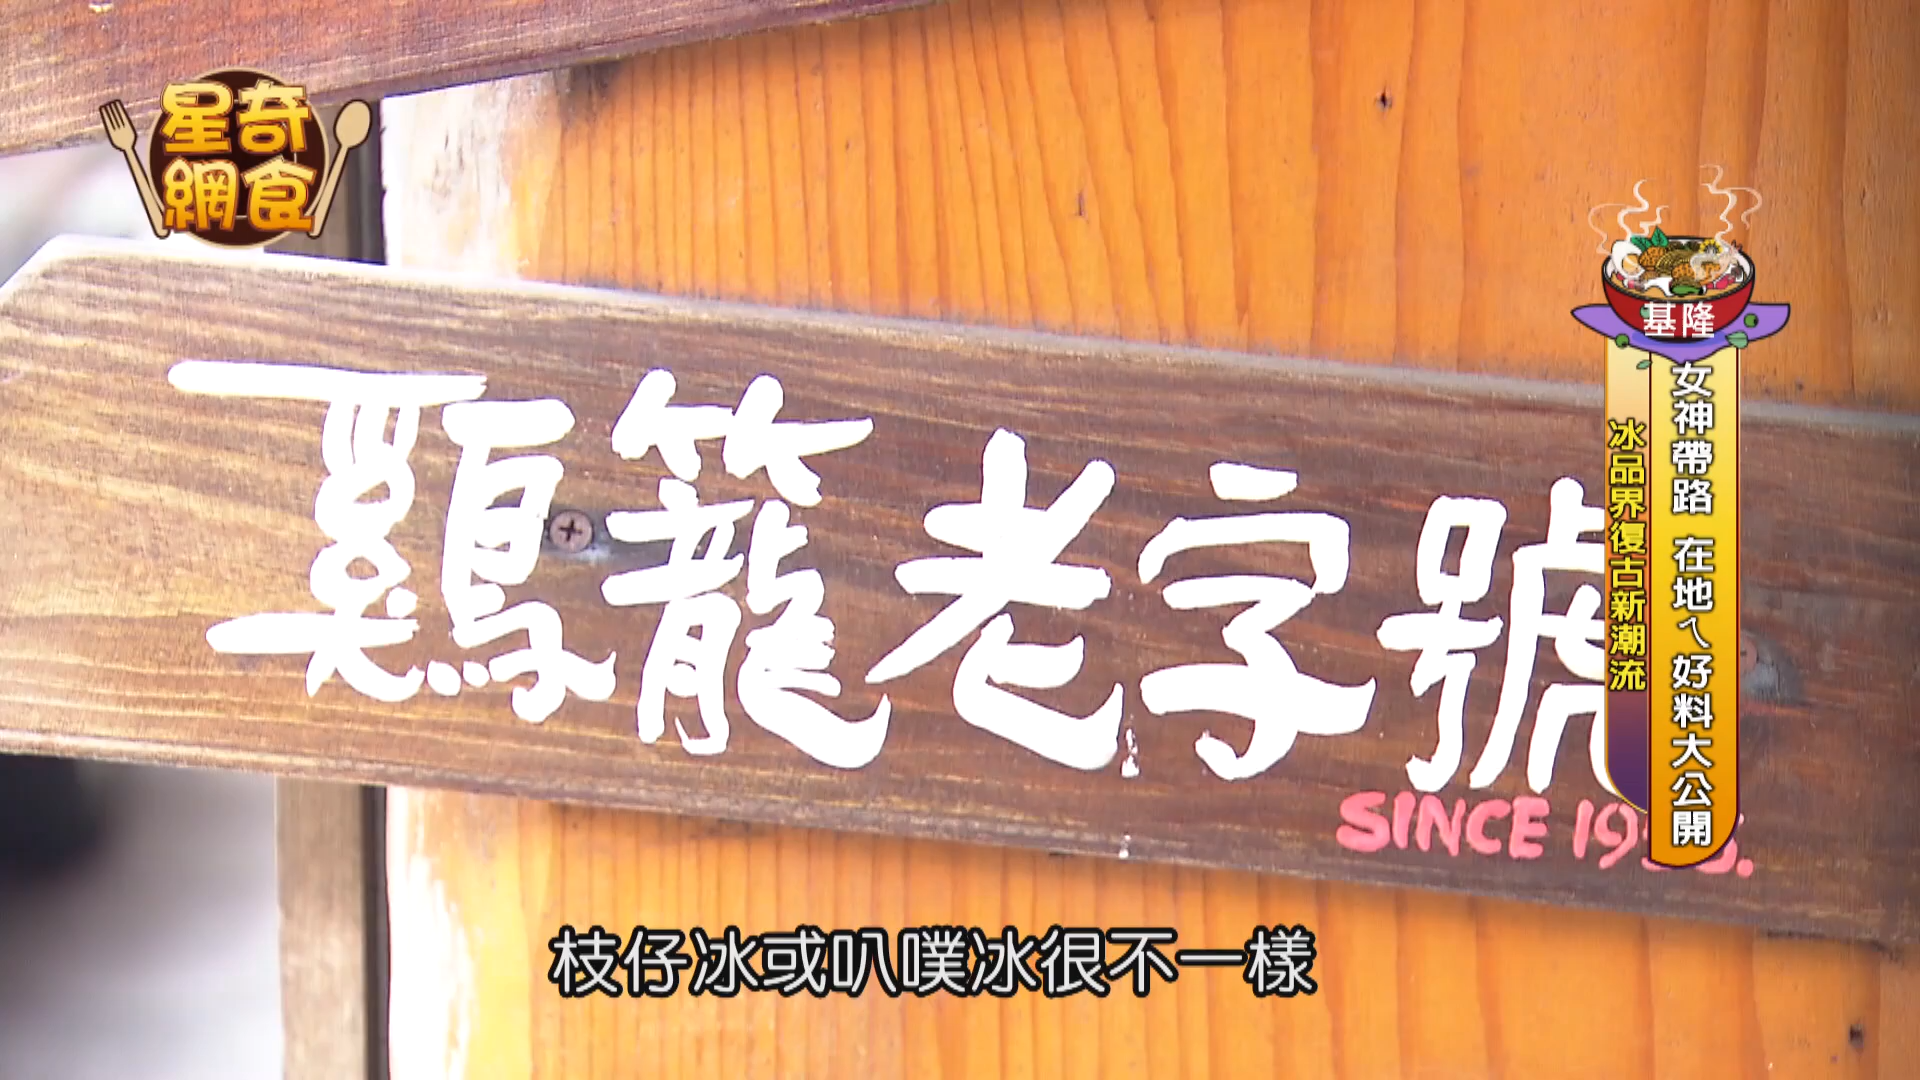 星奇
網食
基隆
女神帶路 在地ㄟ好料大公開
冰品界復古新潮流
雞籠老字號
SINCE 19
枝仔冰或叭噗冰很不一樣